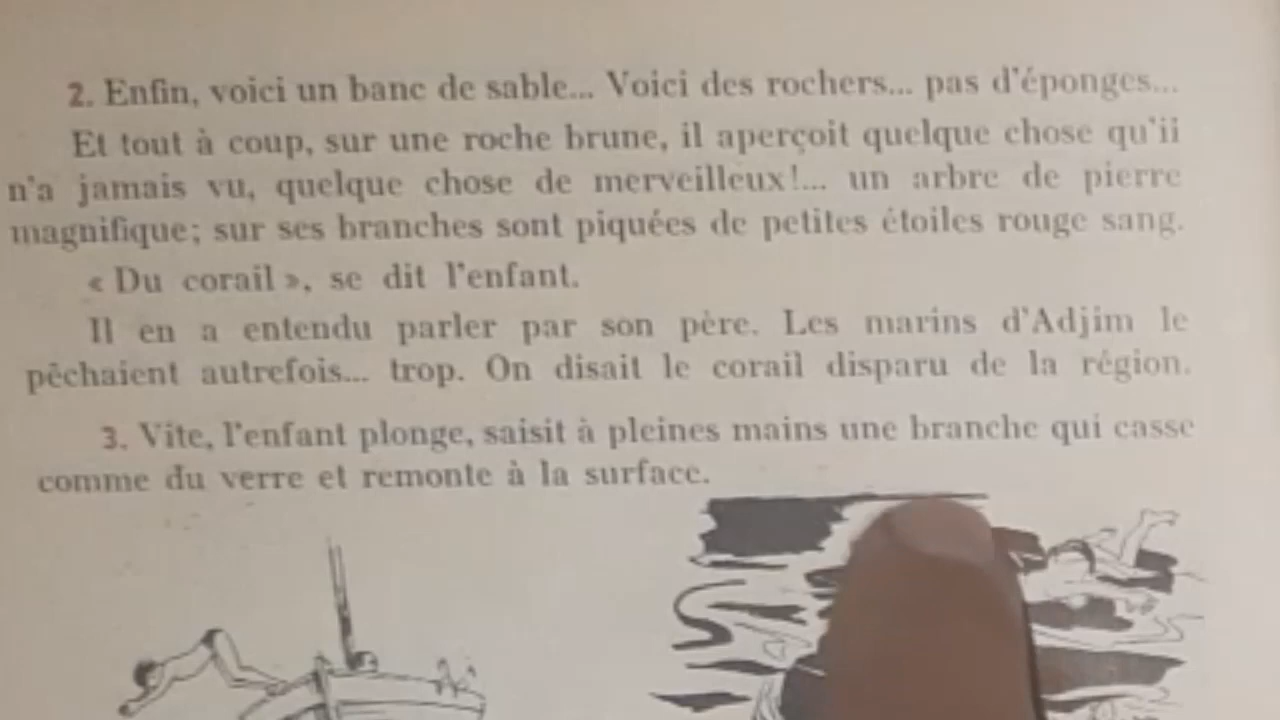 2. Enfin, voici un banc de sable... Voici des rochers... pas d'éponges...
Et tout à coup, sur une roche brune, il aperçoit quelque chose qu'il
n'a jamais vu, quelque chose de merveilleux!... un arbre de pierre
magnifique; sur ses branches sont piquées de petites étoiles rouge sang.
« Du corail », se dit l'enfant.
Il en a entendu parler par son père. Les marins d'Adjim le
pêchaient autrefois... trop. On disait le corail disparu de la région.
3. Vite, l'enfant plonge, saisit à pleines mains une branche qui casse
comme du verre et remonte à la surface.